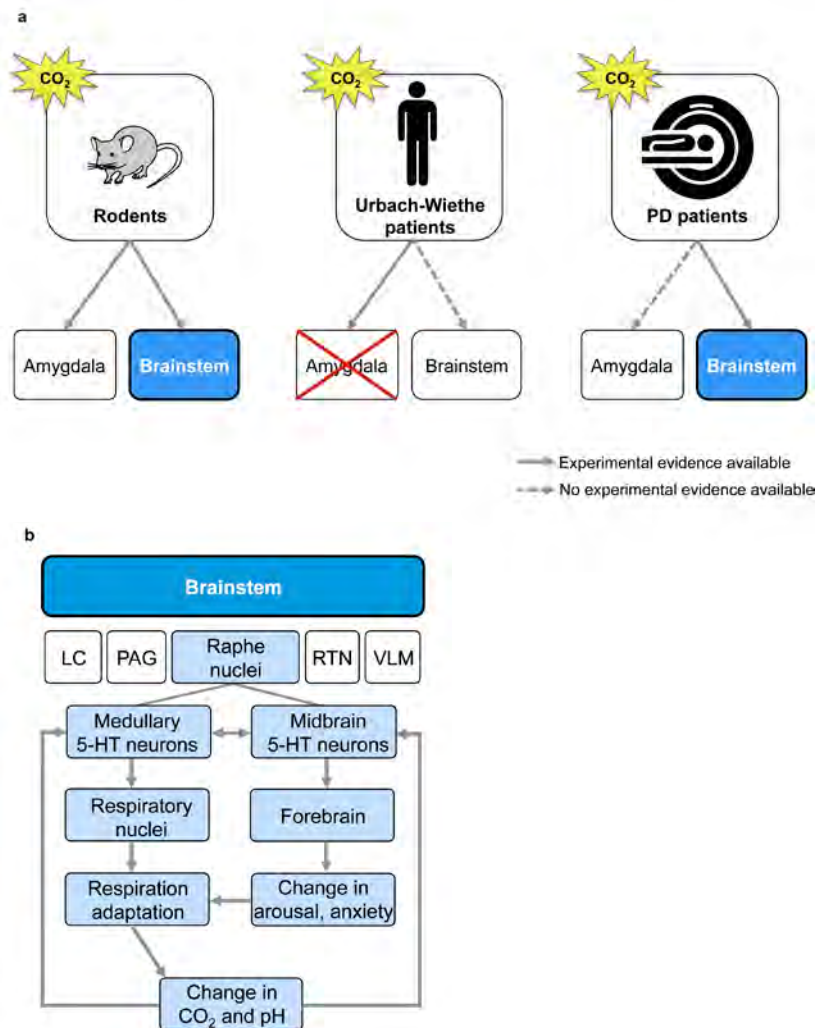 a
CO₂
CO₂
CO₂
Rodents
Urbach-Wiethe
patients
PD patients
Amygdala
Brainstem
Amygdala
Brainstem
Amygdala
Brainstem
Experimental evidence available
No experimental evidence available
b
Brainstem
LC
PAG
Raphe
nuclei
RTN
VLM
Medullary
5-HT neurons
Midbrain
5-HT neurons
Respiratory
nuclei
Forebrain
Respiration
adaptation
Change in
arousal, anxiety
Change in
CO₂ and pH